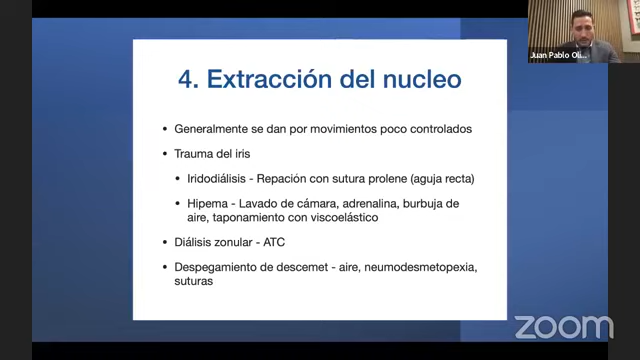 Juan Pablo Oli...
4. Extracción del nucleo
• Generalmente se dan por movimientos poco controlados
• Trauma del iris
• Iridodiálisis - Repación con sutura prolene (aguja recta)
• Hipema - Lavado de cámara, adrenalina, burbuja de
aire, taponamiento con viscoelástico
• Diálisis zonular - ATC
• Despegamiento de descemet - aire, neumodesmetopexia,
suturas
zoom